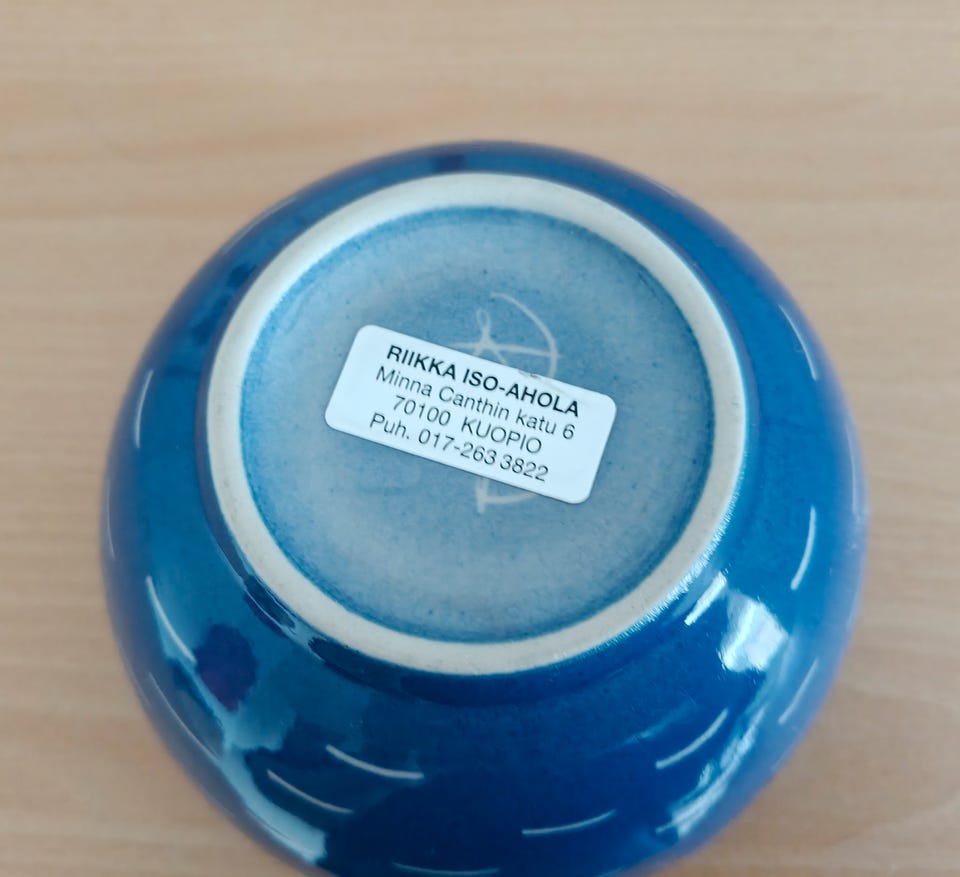 RIIKKA ISO-AHOLA
Minna Canthin katu 6
70100 KUOPIO
Puh. 017-263 3822